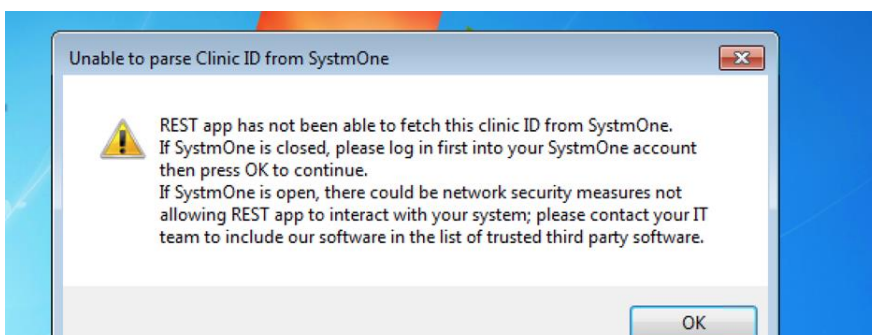 Unable to parse Clinic ID from SystmOne
REST app has not been able to fetch this clinic ID from SystmOne.
If SystmOne is closed, please log in first into your SystmOne account
then press OK to continue.
If SystmOne is open, there could be network security measures not
allowing REST app to interact with your system; please contact your IT
team to include our software in the list of trusted third party software.
OK